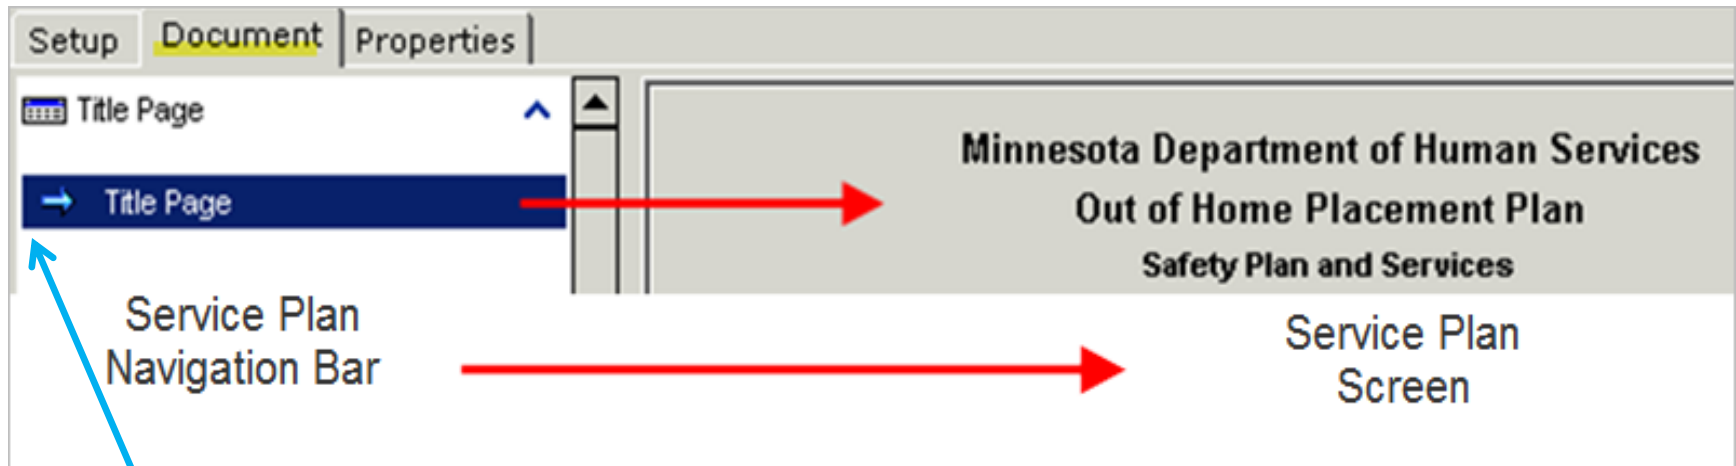 Setup Document Properties
Title Page
Title Page
Minnesota Department of Human Services
Out of Home Placement Plan
Safety Plan and Services
Service Plan
Navigation Bar
Service Plan
Screen